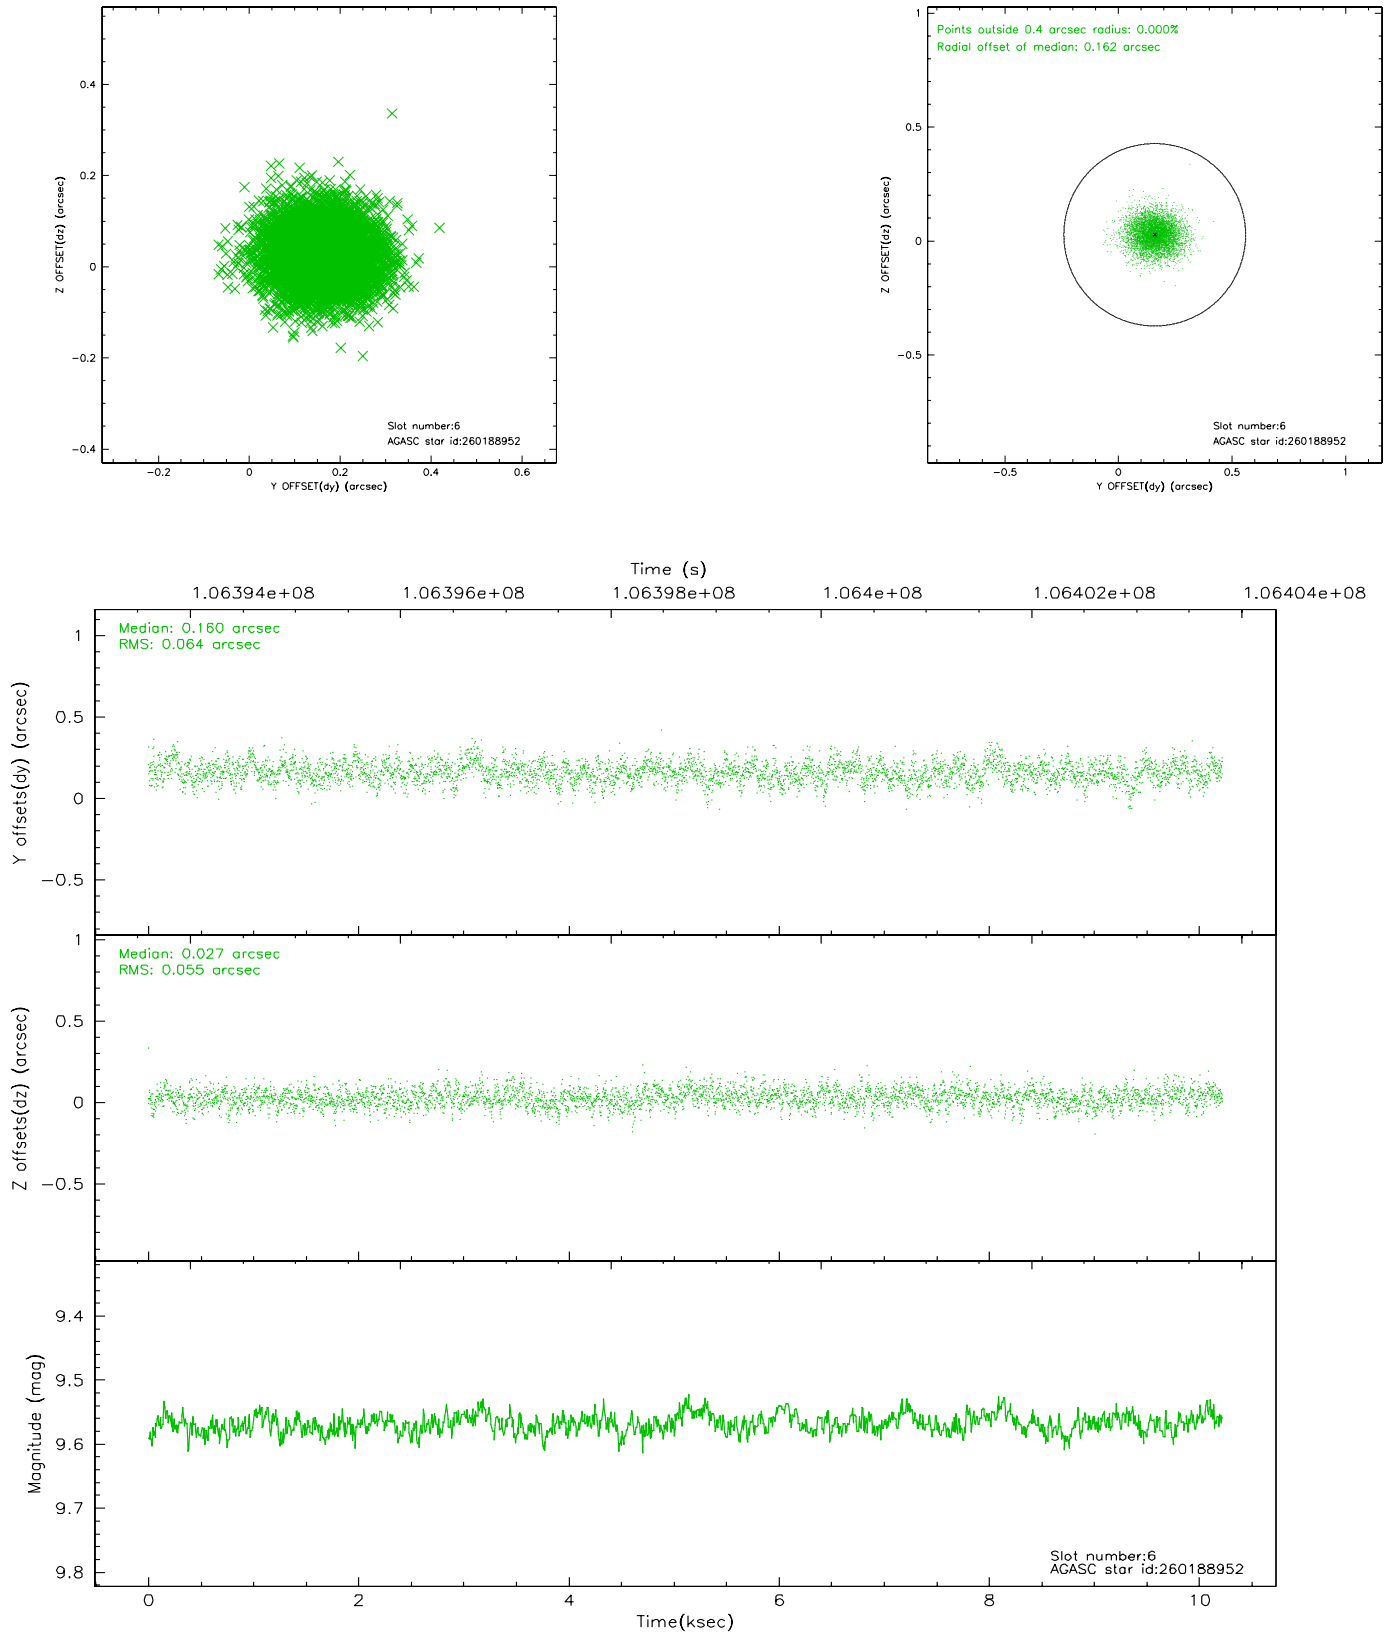 0.4
0.2
0
−0.2
−0.4
Z OFFSET(dz) (arcsec)
Slot number:6
AGASC star id:260188952
−0.2 0 0.2 0.4 0.6
Y OFFSET(dy) (arcsec)
Points outside 0.4 arcsec radius: 0.000%
Radial offset of median: 0.162 arcsec
1
0.5
0
−0.5
Z OFFSET(dz) (arcsec)
Slot number:6
AGASC star id:260188952
−0.5 0 0.5 1
Y OFFSET(dy) (arcsec)
Time (s)
1.06394e+08 1.06396e+08 1.06398e+08 1.064e+08 1.06402e+08 1.06404e+08
Median: 0.160 arcsec
RMS: 0.064 arcsec
1
0.5
0
−0.5
Y offsets(dy) (arcsec)
Median: 0.027 arcsec
RMS: 0.055 arcsec
1
0.5
0
−0.5
Z offsets(dz) (arcsec)
9.4
9.5
9.6
9.7
9.8
Magnitude (mag)
Slot number:6
AGASC star id:260188952
0 2 4 6 8 10
Time(ksec)